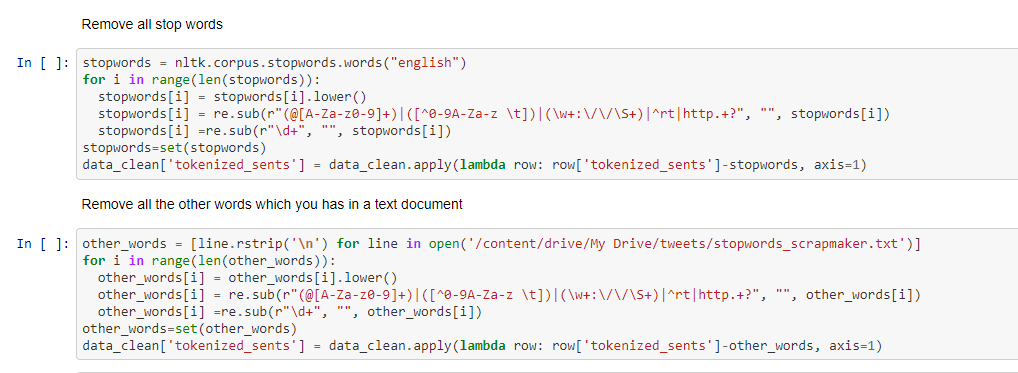 Remove all stop words
In [ ]: stopwords = nltk.corpus.stopwords.words("english")
for i in range(len(stopwords)):
  stopwords[i] = stopwords[i].lower()
  stopwords[i] = re.sub(r"(@[A-Za-z0-9]+)|([^0-9A-Za-z \t])|(\w+:\/\/\S+)|^rt|http.+?", "", stopwords[i])
  stopwords[i] =re.sub(r"\d+", "", stopwords[i])
stopwords=set(stopwords)
data_clean['tokenized_sents'] = data_clean.apply(lambda row: row['tokenized_sents']-stopwords, axis=1)
Remove all the other words which you has in a text document
In [ ]: other_words = [line.rstrip('\n') for line in open('/content/drive/My Drive/tweets/stopwords_scrapmaker.txt')]
for i in range(len(other_words)):
  other_words[i] = other_words[i].lower()
  other_words[i] = re.sub(r"(@[A-Za-z0-9]+)|([^0-9A-Za-z \t])|(\w+:\/\/\S+)|^rt|http.+?", "", other_words[i])
  other_words[i] =re.sub(r"\d+", "", other_words[i])
other_words=set(other_words)
data_clean['tokenized_sents'] = data_clean.apply(lambda row: row['tokenized_sents']-other_words, axis=1)